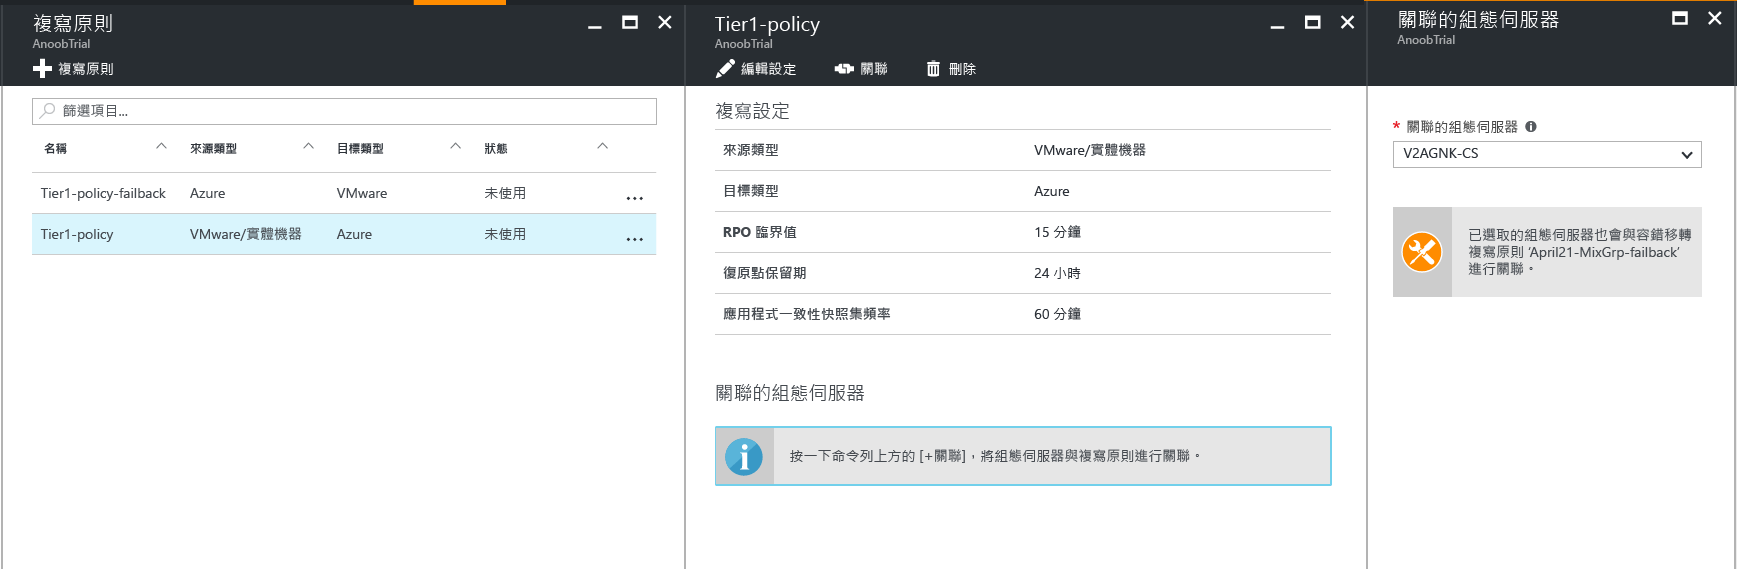 複寫原則
AnoobTrial
複寫原則
篩選項目...
名稱 來源類型 目標類型 狀態
Tier1-policy-failback Azure VMware 未使用 ...
Tier1-policy VMware/實體機器 Azure 未使用 ...
Tier1-policy
AnoobTrial
編輯設定 關聯 刪除
複寫設定
來源類型 VMware/實體機器
目標類型 Azure
RPO 臨界值 15 分鐘
復原點保留期 24 小時
應用程式一致性快照集頻率 60 分鐘
關聯的組態伺服器
按一下命令列上方的 [+關聯]，將組態伺服器與複寫原則進行關聯。
關聯的組態伺服器
AnoobTrial
* 關聯的組態伺服器
V2AGNK-CS
已選取的組態伺服器也會與容錯移轉
複寫原則 ‘April21-MixGrp-failback’
進行關聯。